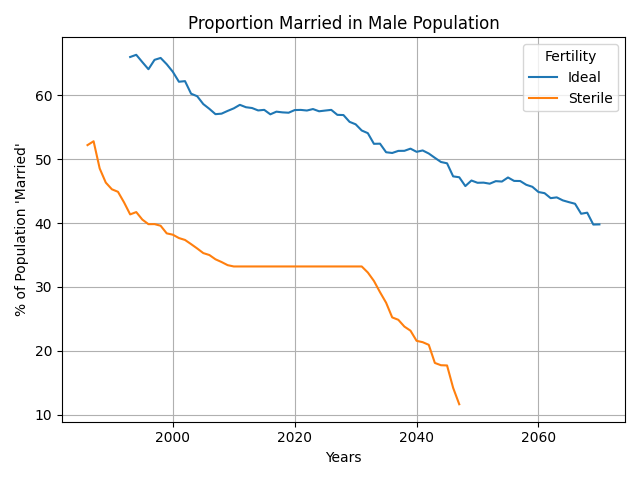 Proportion Married in Male Population
Fertility
Ideal
Sterile
% of Population 'Married'
60
50
40
30
20
10
2000
2020
2040
2060
Years